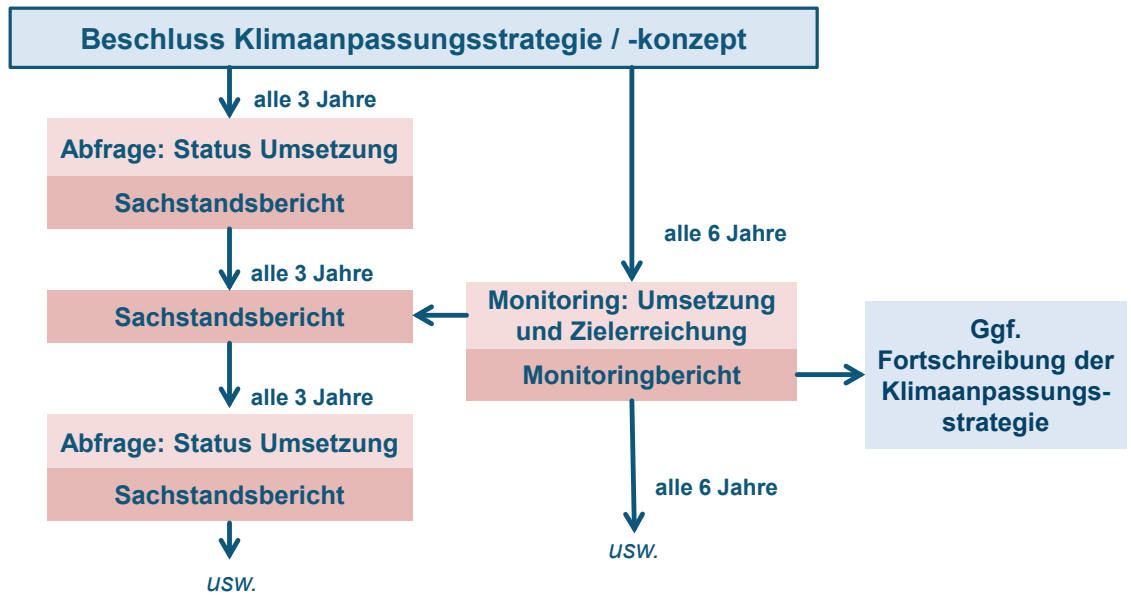 Beschluss Klimaanpassungsstrategie / -konzept
alle 3 Jahre
Abfrage: Status Umsetzung
Sachstandsbericht
alle 3 Jahre
Sachstandsbericht
alle 3 Jahre
Abfrage: Status Umsetzung
Sachstandsbericht
usw.
alle 6 Jahre
Monitoring: Umsetzung
und Zielerreichung
Monitoringbericht
alle 6 Jahre
usw.
Ggf.
Fortschreibung der
Klimaanpassungs-
strategie